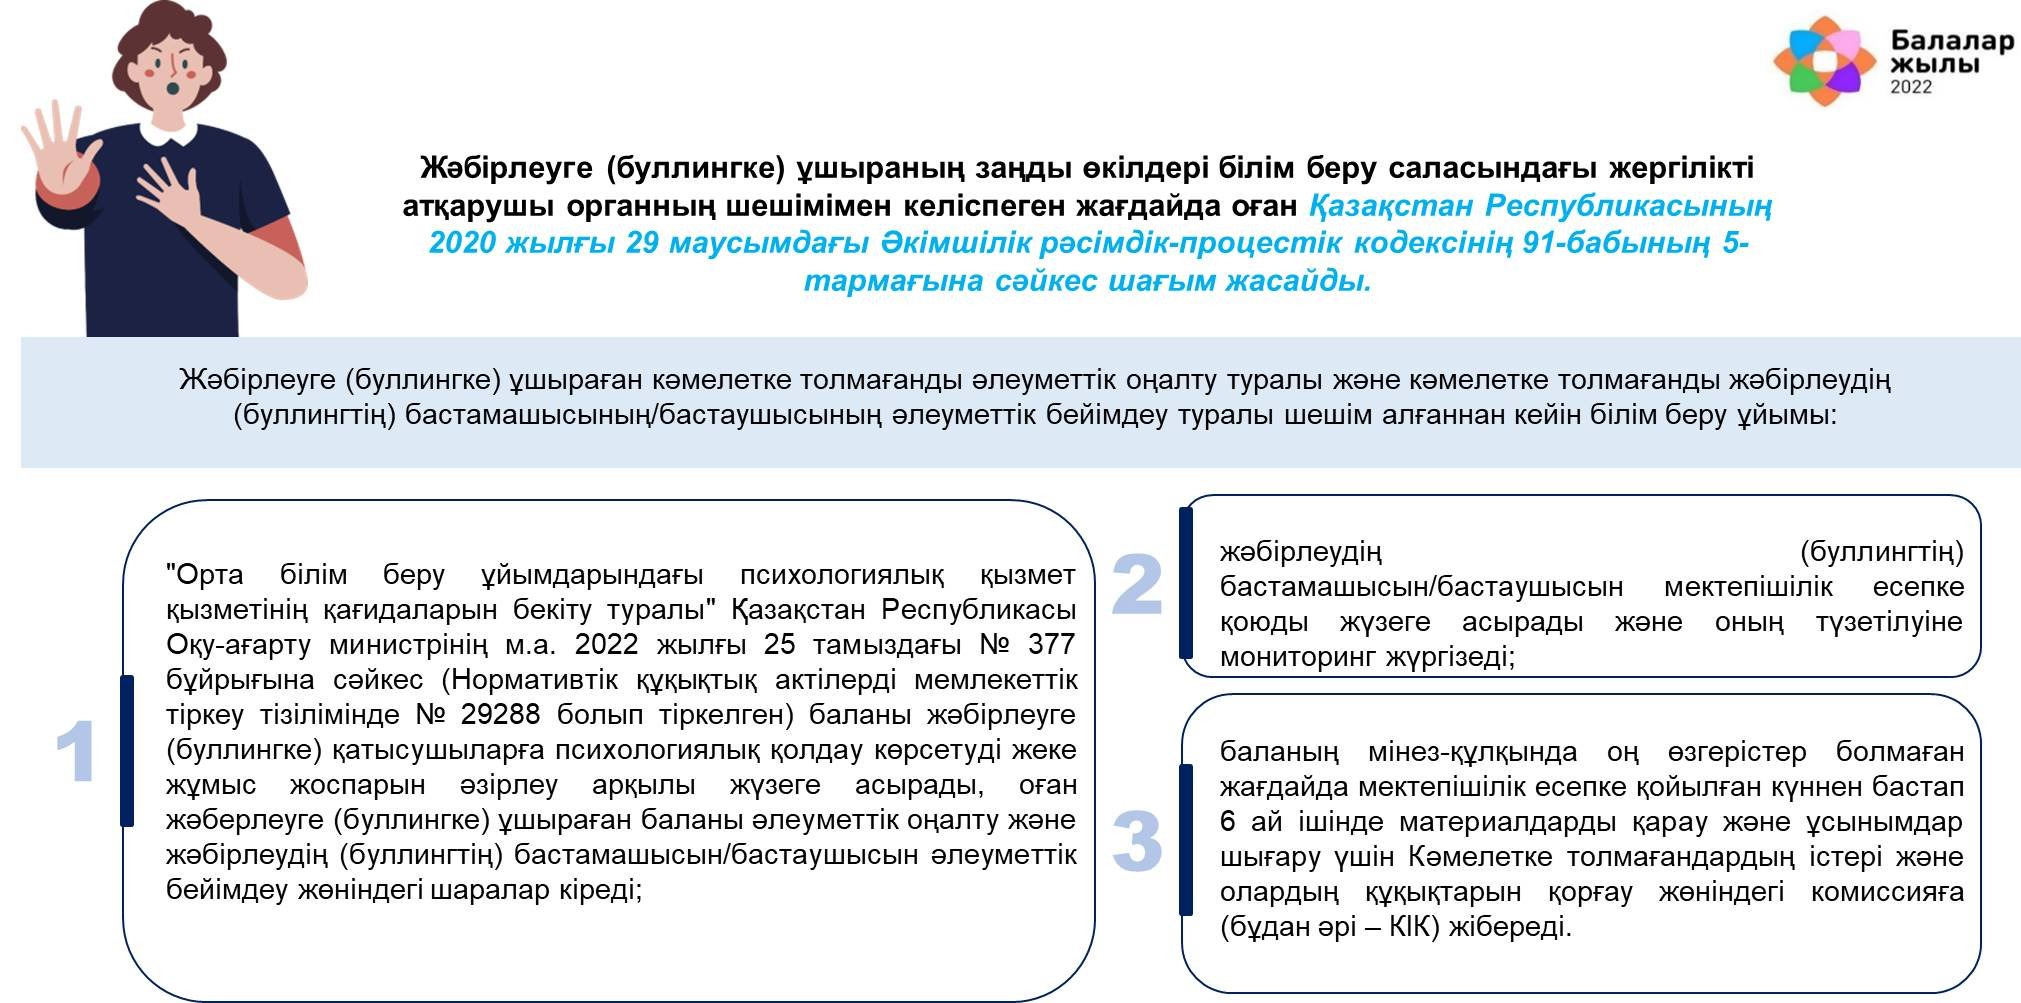 Балалар
жылы
2022
Жәбірлеуге (буллингке) ұшыраның заңды өкілдері білім беру саласындағы жергілікті
атқарушы органның шешімімен келіспеген жағдайда оған Қазақстан Республикасының
2020 жылғы 29 маусымдағы Әкімшілік рәсімдік-процестік кодексінің 91-бабының 5-
тармағына сәйкес шағым жасайды.
Жәбірлеуге (буллингке) ұшыраған кәмелетке толмағанды әлеуметтік оңалту туралы және кәмелетке толмағанды жәбірлеудің
(буллингтің) бастамашысының/бастаушысының әлеуметтік бейімдеу туралы шешім алғаннан кейін білім беру ұйымы:
1
"Орта білім беру ұйымдарындағы психологиялық қызмет
қызметінің қағидаларын бекіту туралы" Қазақстан Республикасы
Оқу-ағарту министрінің м.а. 2022 жылғы 25 тамыздағы № 377
бұйрығына сәйкес (Нормативтік құқықтық актілерді мемлекеттік
тіркеу тізілімінде № 29288 болып тіркелген) баланы жәбірлеуге
(буллингке) қатысушыларға психологиялық қолдау көрсетуді жеке
жұмыс жоспарын әзірлеу арқылы жүзеге асырады, оған
жәберлеуге (буллингке) ұшыраған баланы әлеуметтік оңалту және
жәбірлеудің (буллингтің) бастамашысын/бастаушысын әлеуметтік
бейімдеу жөніндегі шаралар кіреді;
2
жәбірлеудің (буллингтің)
бастамашысын/бастаушысын мектепішілік есепке
қоюды жүзеге асырады және оның түзетілуіне
мониторинг жүргізеді;
3
баланың мінез-құлқында оң өзгерістер болмаған
жағдайда мектепішілік есепке қойылған күннен бастап
6 ай ішінде материалдарды қарау және ұсынымдар
шығару үшін Кәмелетке толмағандардың істері және
олардың құқықтарын қорғау жөніндегі комиссияға
(бұдан әрі – КІК) жібереді.